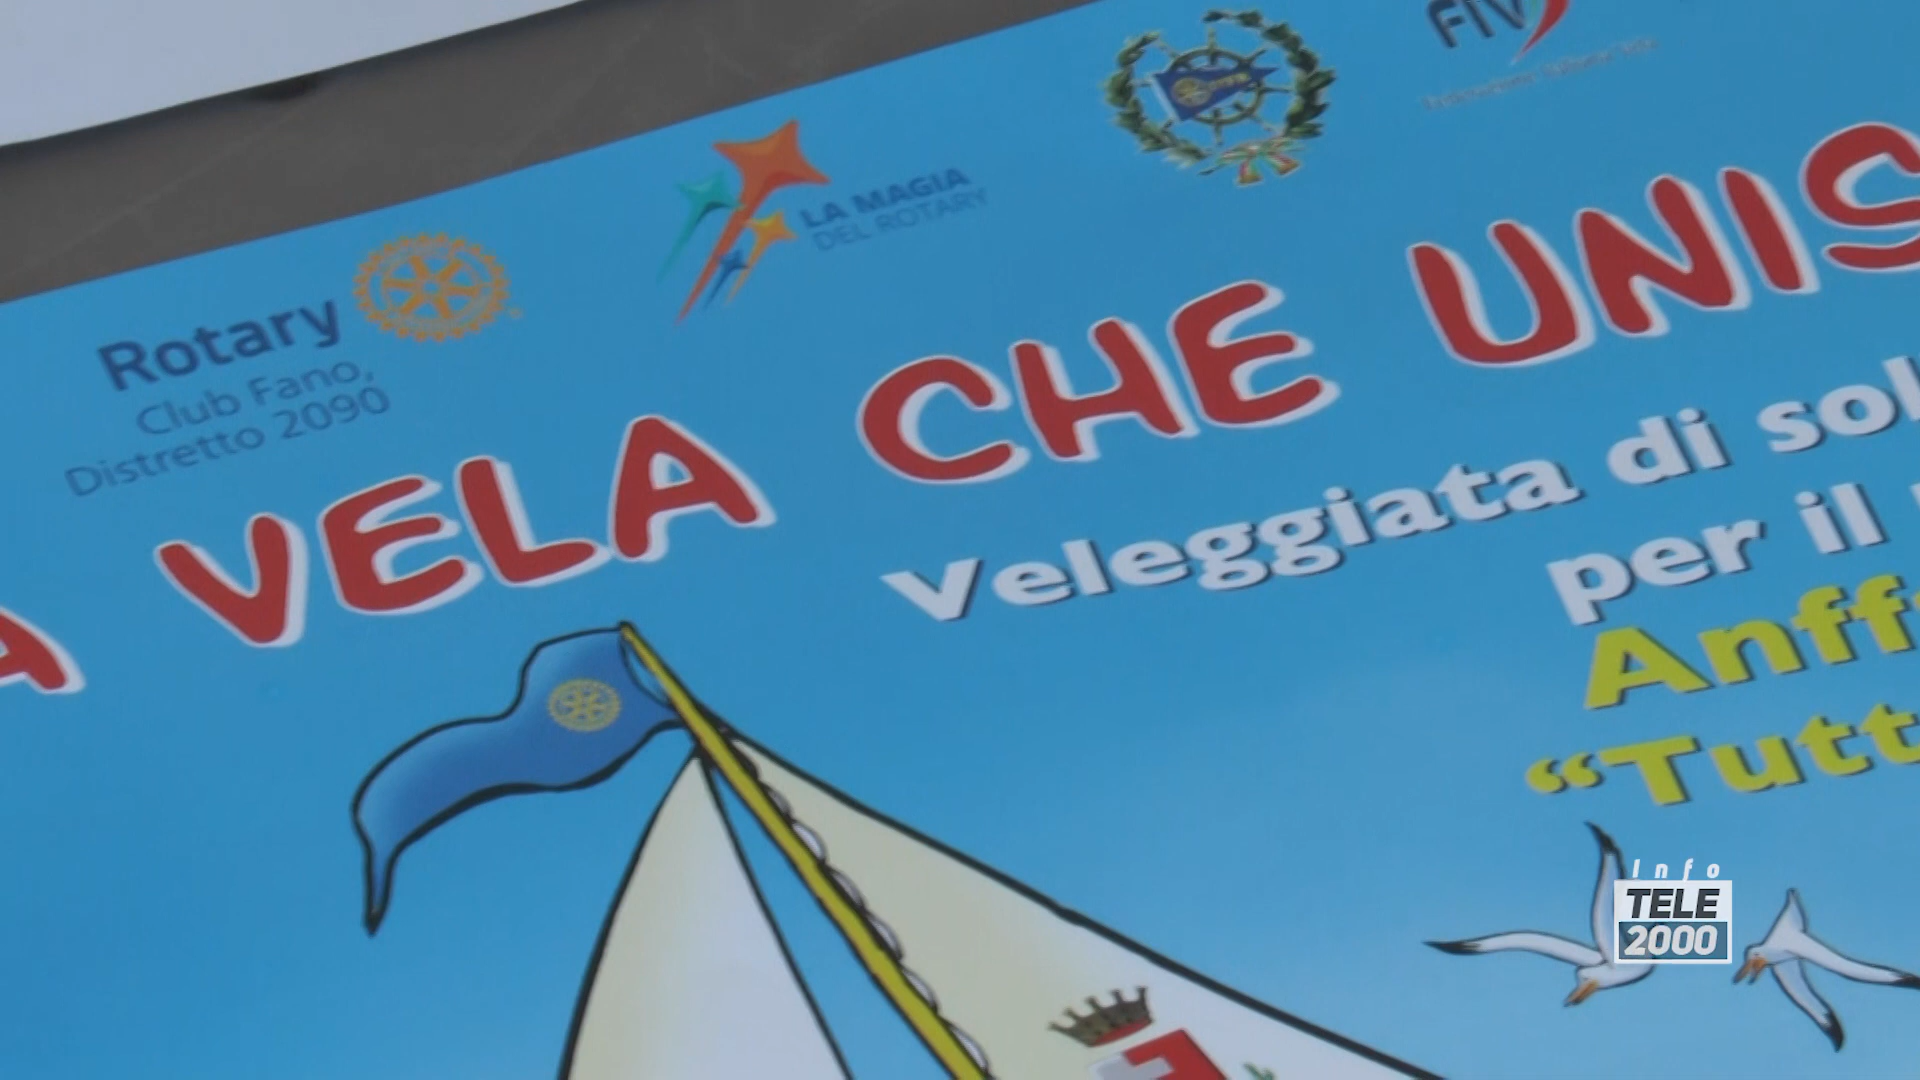 FIV
LA MAGIA
DEL ROTARY
Rotary
Club Fano,
Distretto 2090
A VELA CHE UNIS
Veleggiata di sol
per il
Anff
“Tutt
Info
TELE
2000